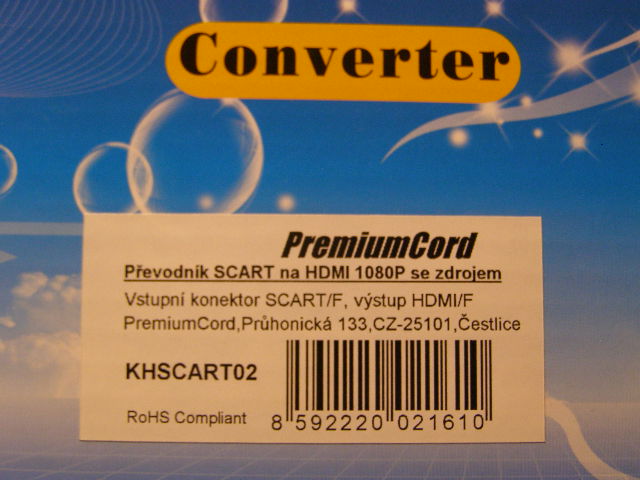 Converter
PremiumCord
Převodník SCART na HDMI 1080P se zdrojem
Vstupní konektor SCART/F, výstup HDMI/F
PremiumCord,Průhonická 133,CZ-25101,Čestlice
KHSCART02
RoHS Compliant
8 592220 021610